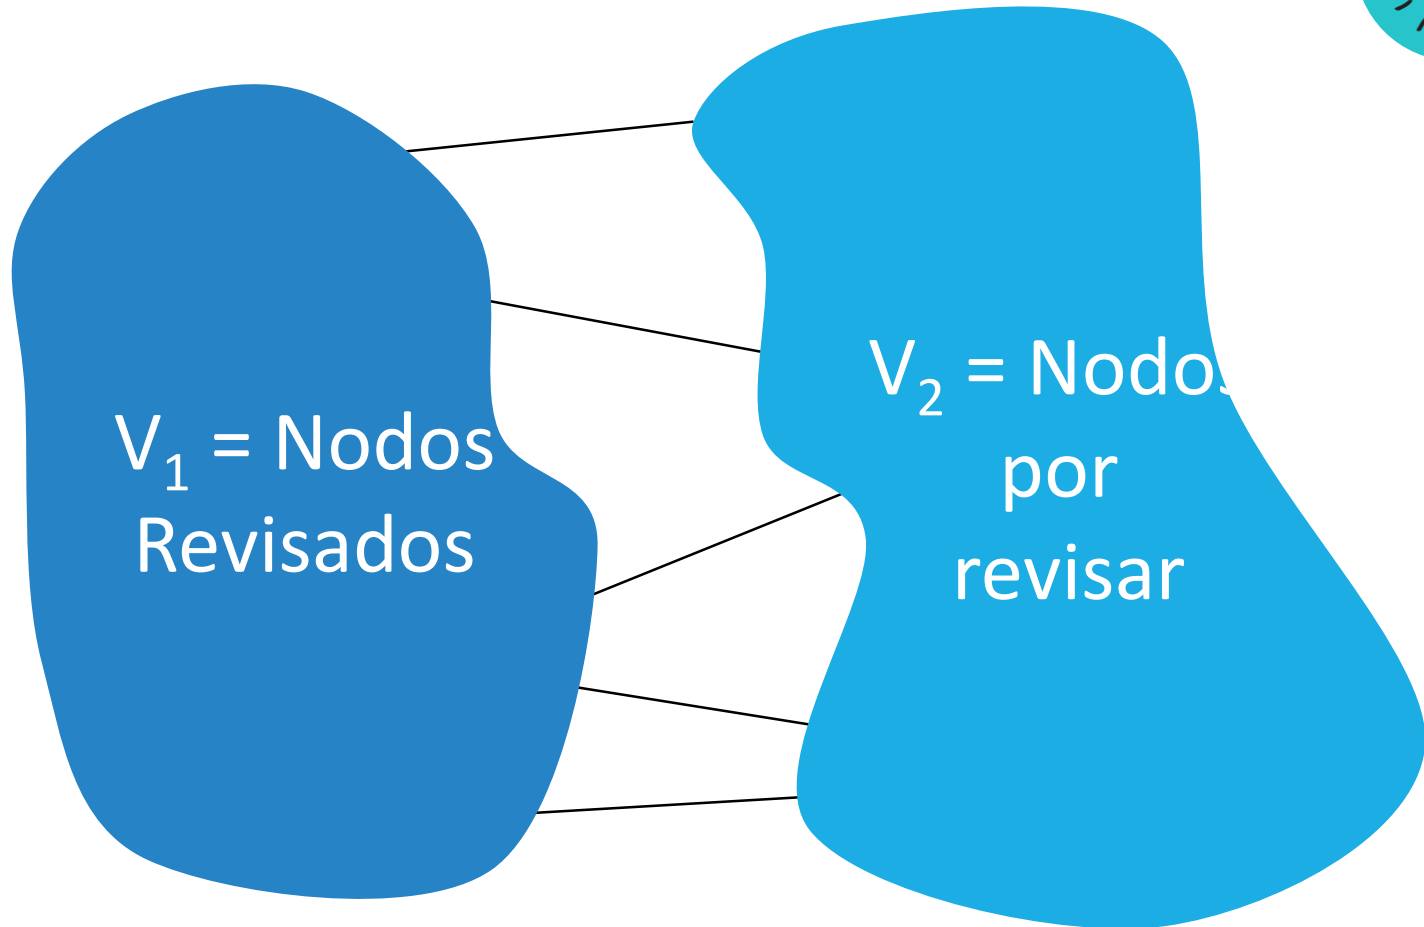 V₁ = Nodos
Revisados
V₂ = Nodos
por
revisar